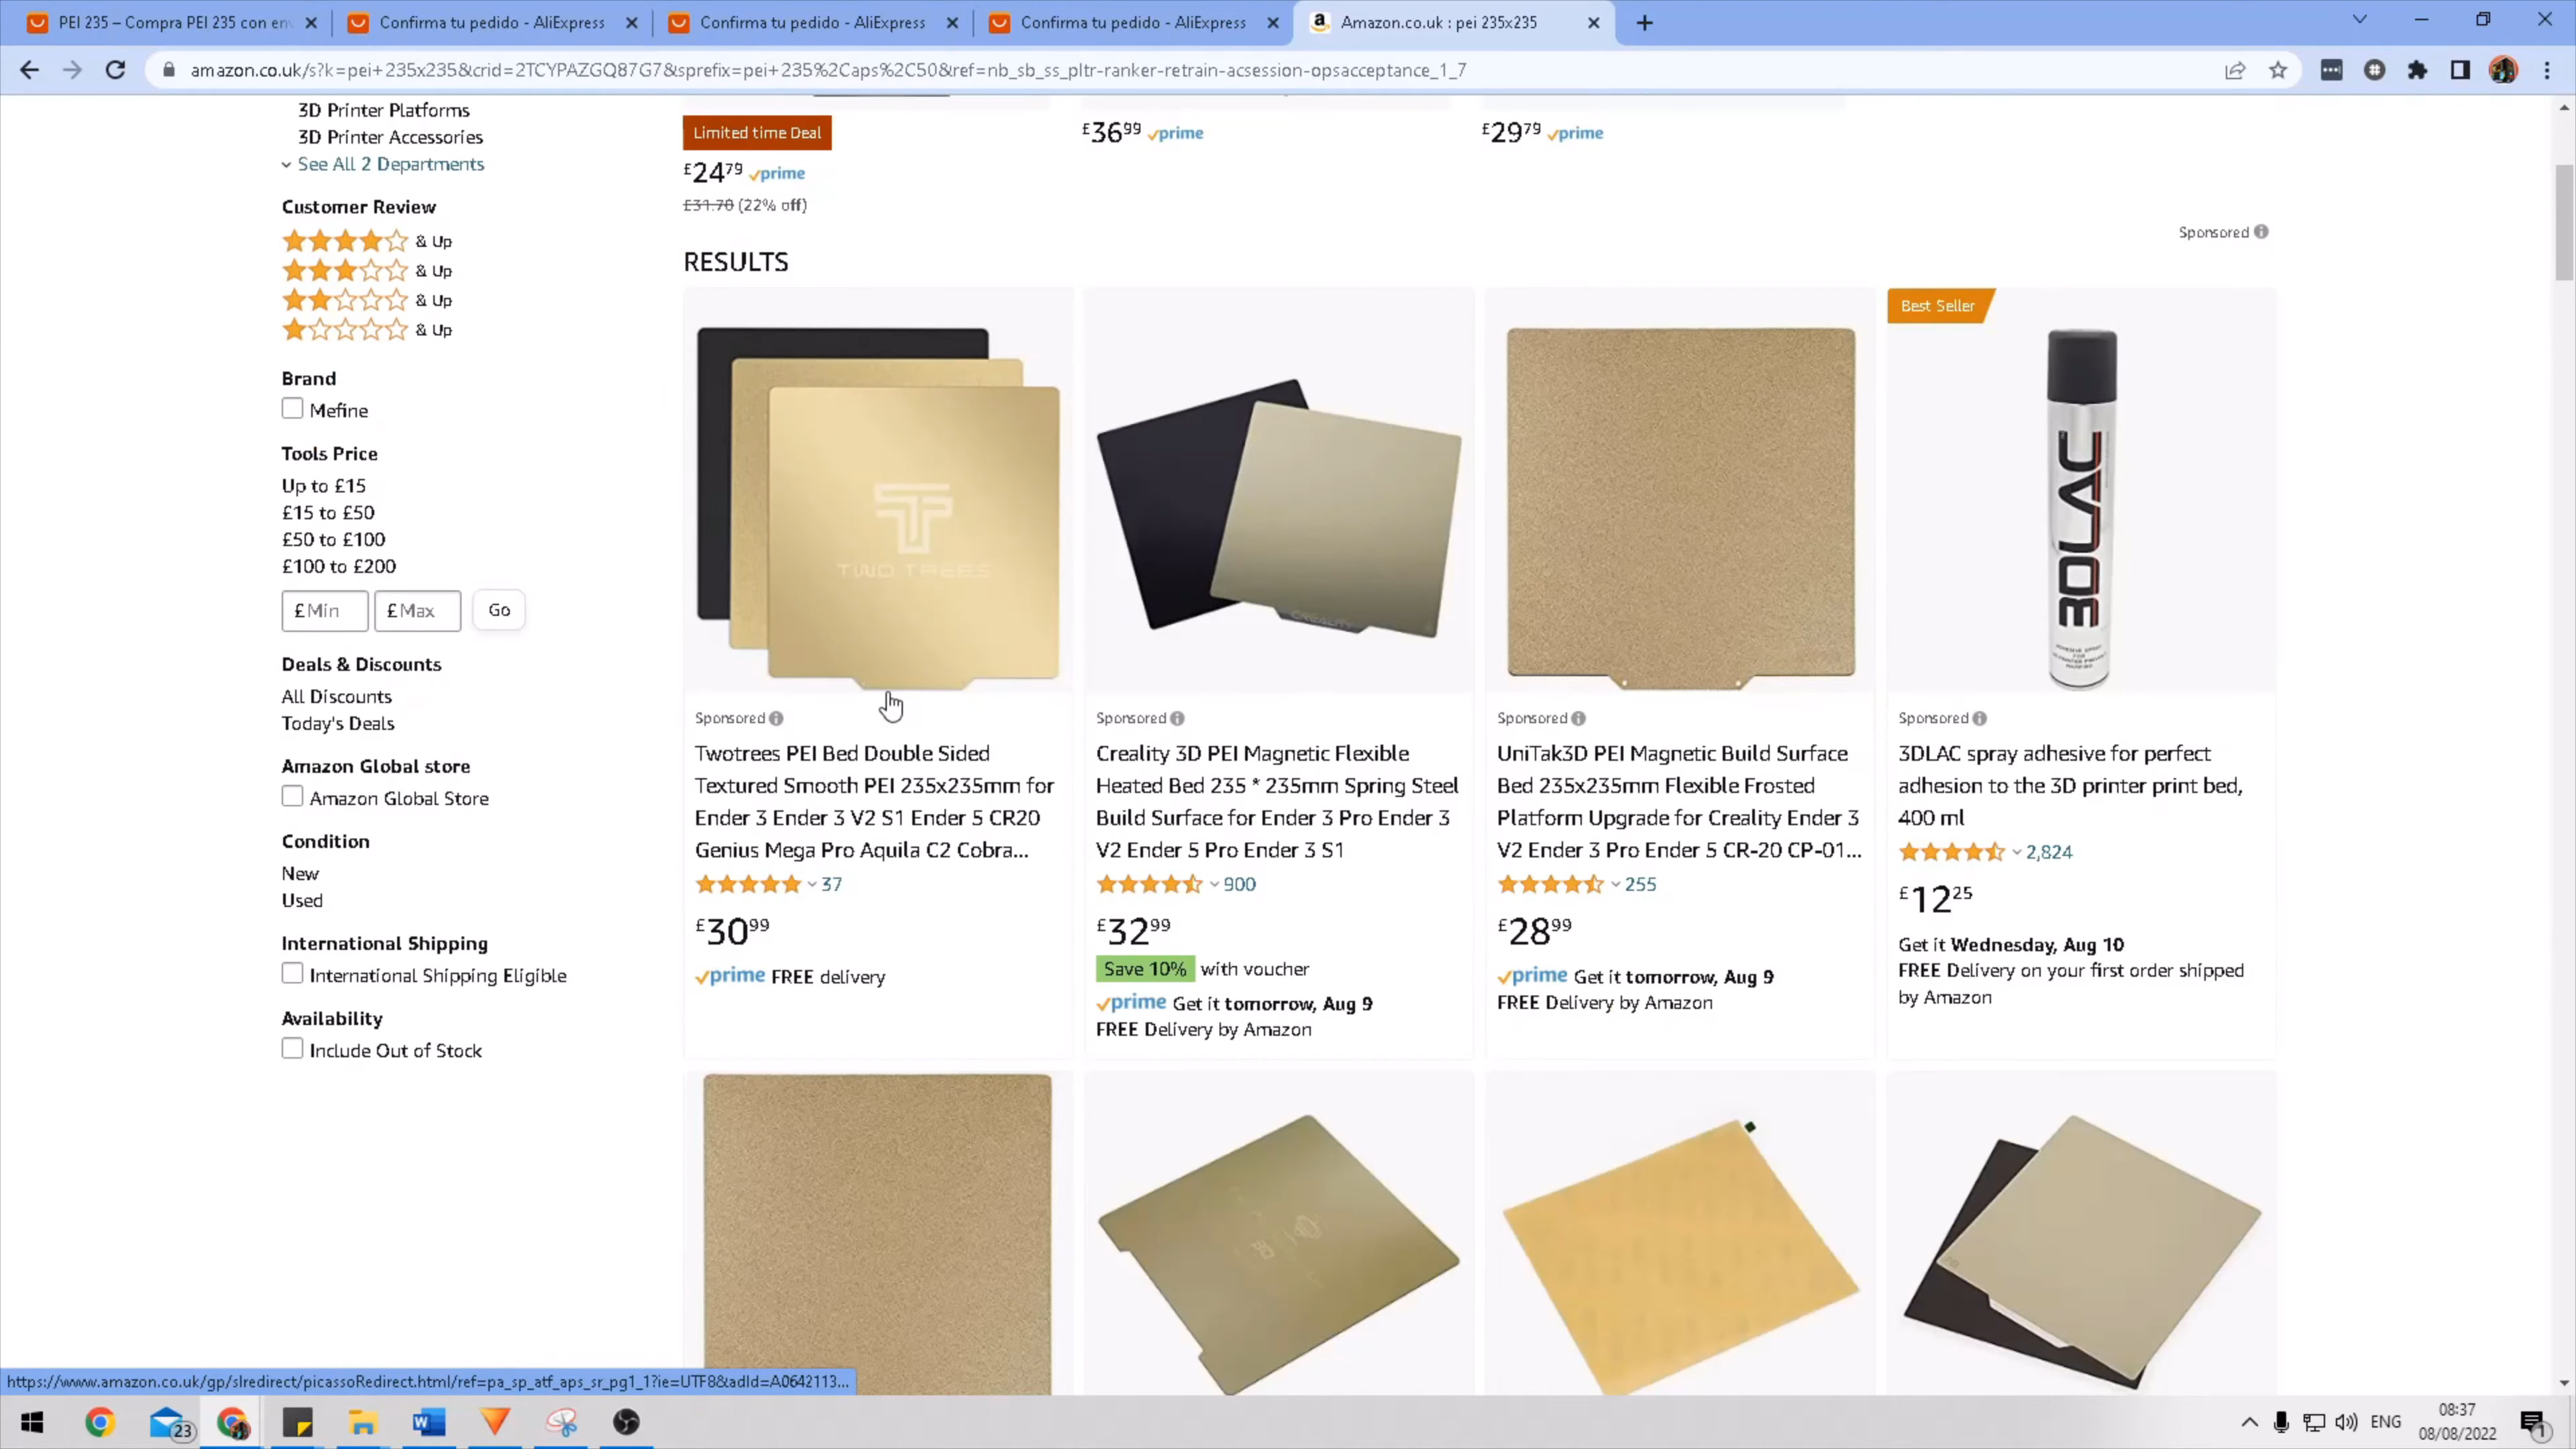 PEI 235 – Compra PEI 235 con en
Confirma tu pedido - AliExpress
Confirma tu pedido - AliExpress
Confirma tu pedido - AliExpress
Amazon.co.uk : pei 235x235
amazon.co.uk/s?k=pei+235x235&crid=2TCYPAZGQ87G7&sprefix=pei+235%2Caps%2C50&ref=nb_sb_ss_pltr-ranker-retrain-acsession-opsacceptance_1_7
3D Printer Platforms
3D Printer Accessories
See All 2 Departments
Customer Review
& Up
& Up
& Up
& Up
Brand
Mefine
Tools Price
Up to £15
£15 to £50
£50 to £100
£100 to £200
£ Min £ Max Go
Deals & Discounts
All Discounts
Today's Deals
Amazon Global store
Amazon Global Store
Condition
New
Used
International Shipping
International Shipping Eligible
Availability
Include Out of Stock
Limited time Deal
£24 79 prime
£31.70 (22% off)
£36 99 prime
£29 79 prime
Sponsored
RESULTS
TWO TREES
Sponsored
Twotrees PEI Bed Double Sided
Textured Smooth PEI 235x235mm for
Ender 3 Ender 3 V2 S1 Ender 5 CR20
Genius Mega Pro Aquila C2 Cobra...
37
£30 99
prime FREE delivery
CREALITY
Sponsored
Creality 3D PEI Magnetic Flexible
Heated Bed 235 * 235mm Spring Steel
Build Surface for Ender 3 Pro Ender 3
V2 Ender 5 Pro Ender 3 S1
900
£32 99
Save 10% with voucher
prime Get it tomorrow, Aug 9
FREE Delivery by Amazon
Sponsored
UniTak3D PEI Magnetic Build Surface
Bed 235x235mm Flexible Frosted
Platform Upgrade for Creality Ender 3
V2 Ender 3 Pro Ender 5 CR-20 CP-01...
255
£28 99
prime Get it tomorrow, Aug 9
FREE Delivery by Amazon
Best Seller
3DLAC
Sponsored
3DLAC spray adhesive for perfect
adhesion to the 3D printer print bed,
400 ml
2,824
£12 25
Get it Wednesday, Aug 10
FREE Delivery on your first order shipped
by Amazon
https://www.amazon.co.uk/gp/slredirect/picassoRedirect.html/ref=pa_sp_atf_aps_sr_pg1_1?ie=UTF8&adId=A0642113...
23
ENG
08:37
08/08/2022
1